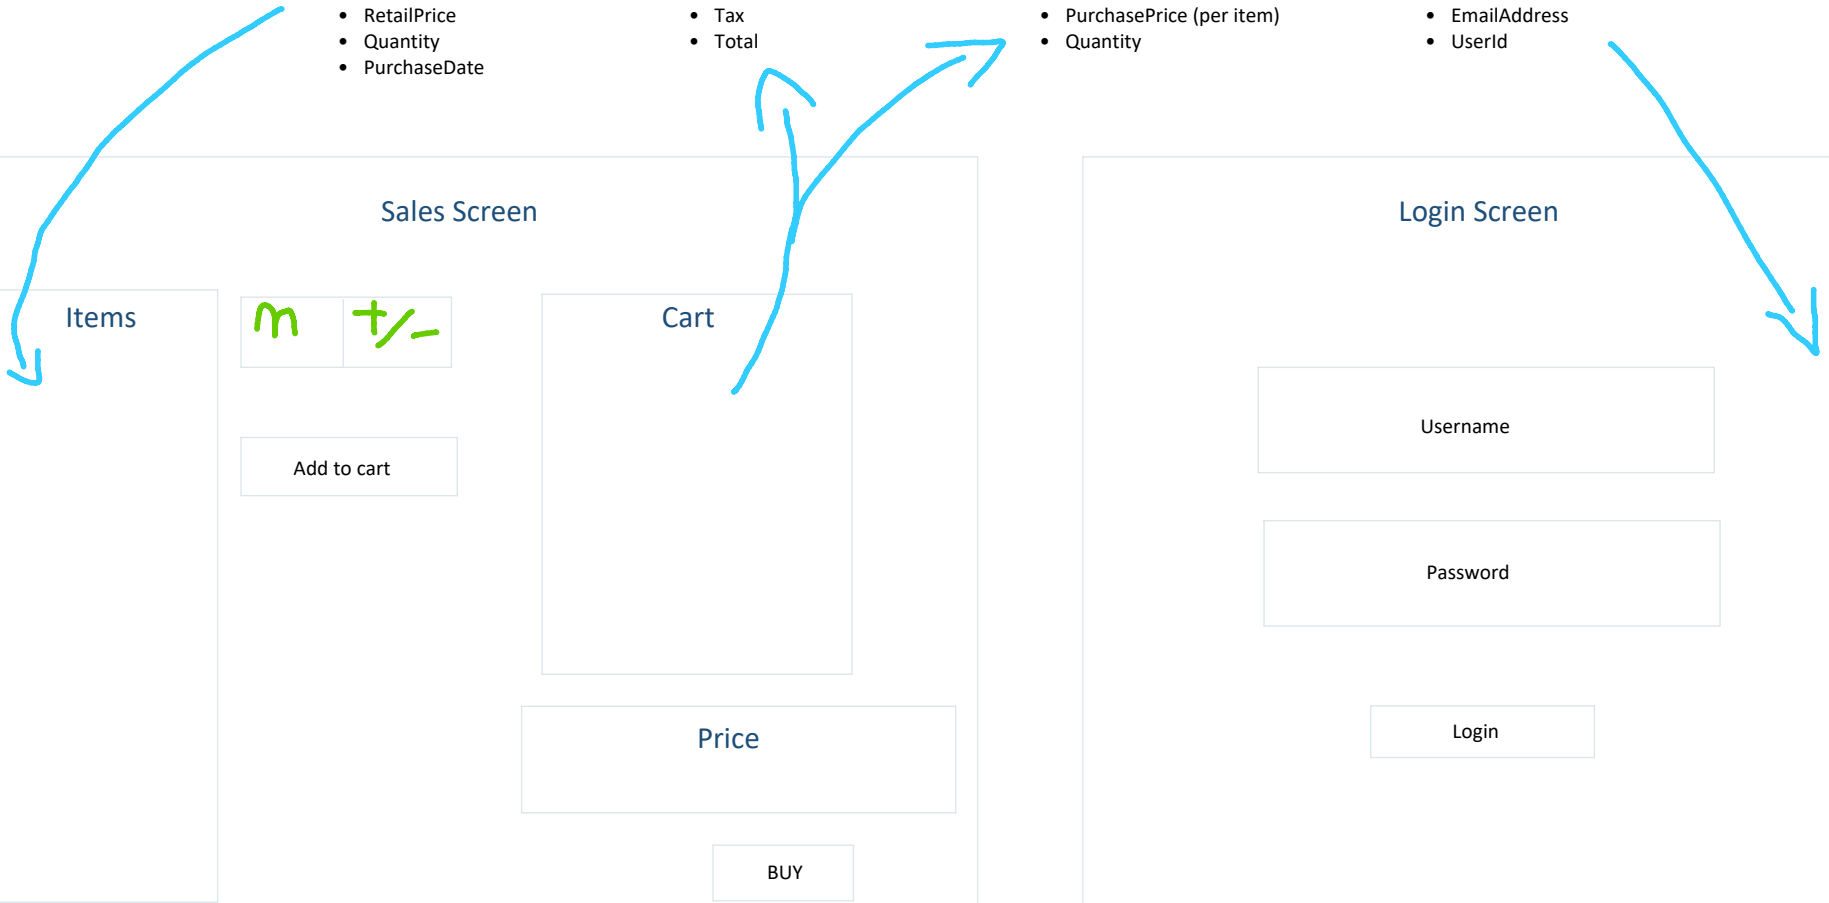 • RetailPrice
• Quantity
• PurchaseDate
• Tax
• Total
• PurchasePrice (per item)
• Quantity
• EmailAddress
• UserId
Sales Screen
Items
n +/-
Add to cart
Cart
Price
BUY
Login Screen
Username
Password
Login